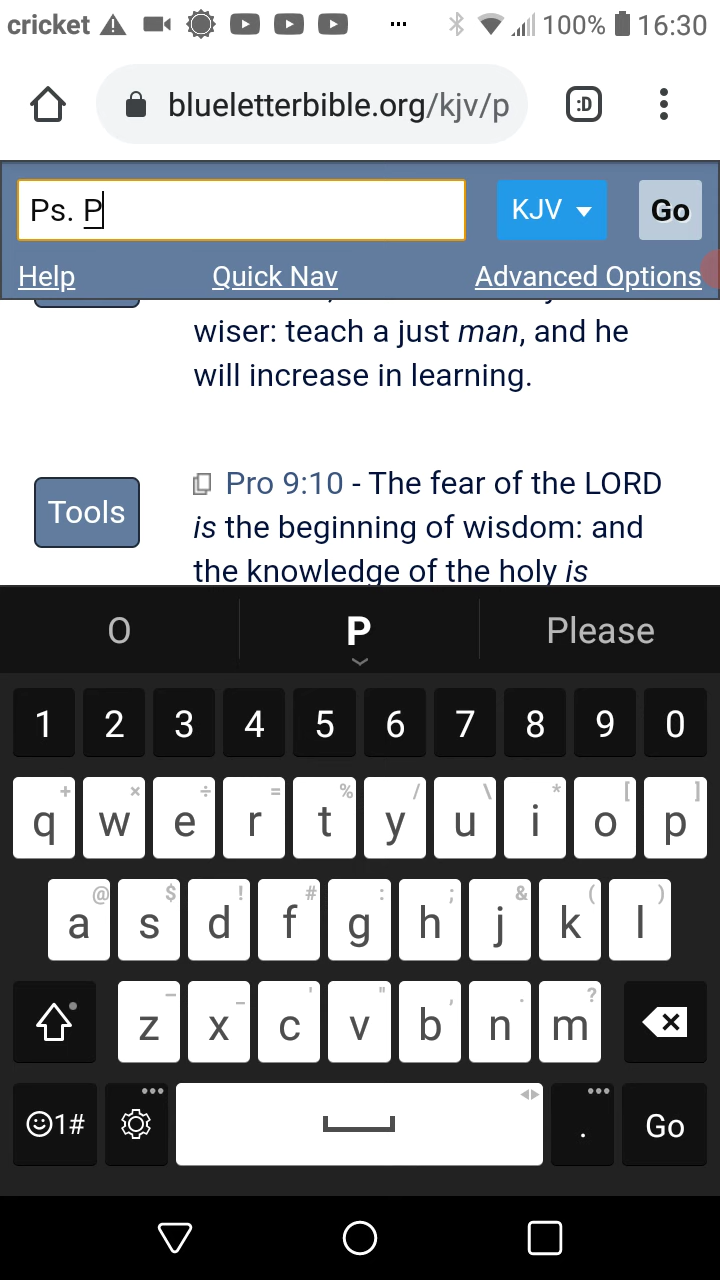 cricket ... 100% 16:30
blueletterbible.org/kjv/p :D
Ps. P KJV Go
Help Quick Nav Advanced Options
wiser: teach a just man, and he
will increase in learning.
Tools
Pro 9:10 - The fear of the LORD
is the beginning of wisdom: and
the knowledge of the holy is
O P Please
1 2 3 4 5 6 7 8 9 0
+ × ÷ = % / \ * [ ]
q w e r t y u i o p
@ $ ! # : ; & ( )
a s d f g h j k l
– _ ' " , . ?
z x c v b n m
1# . Go